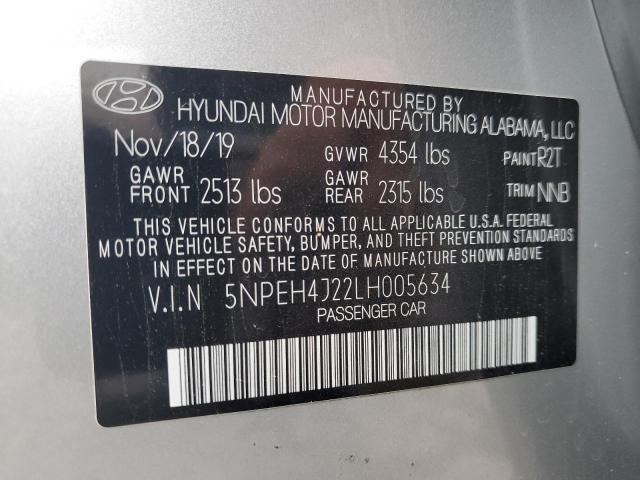 MANUFACTURED BY
HYUNDAI MOTOR MANUFACTURING ALABAMA, LLC
Nov/18/19 GVWR 4354 lbs PAINT R2T
GAWR FRONT 2513 lbs GAWR REAR 2315 lbs TRIM NNB
THIS VEHICLE CONFORMS TO ALL APPLICABLE U.S.A. FEDERAL
MOTOR VEHICLE SAFETY, BUMPER, AND THEFT PREVENTION STANDARDS
IN EFFECT ON THE DATE OF MANUFACTURE SHOWN ABOVE
V.I.N 5NPEH4J22LH005634
PASSENGER CAR